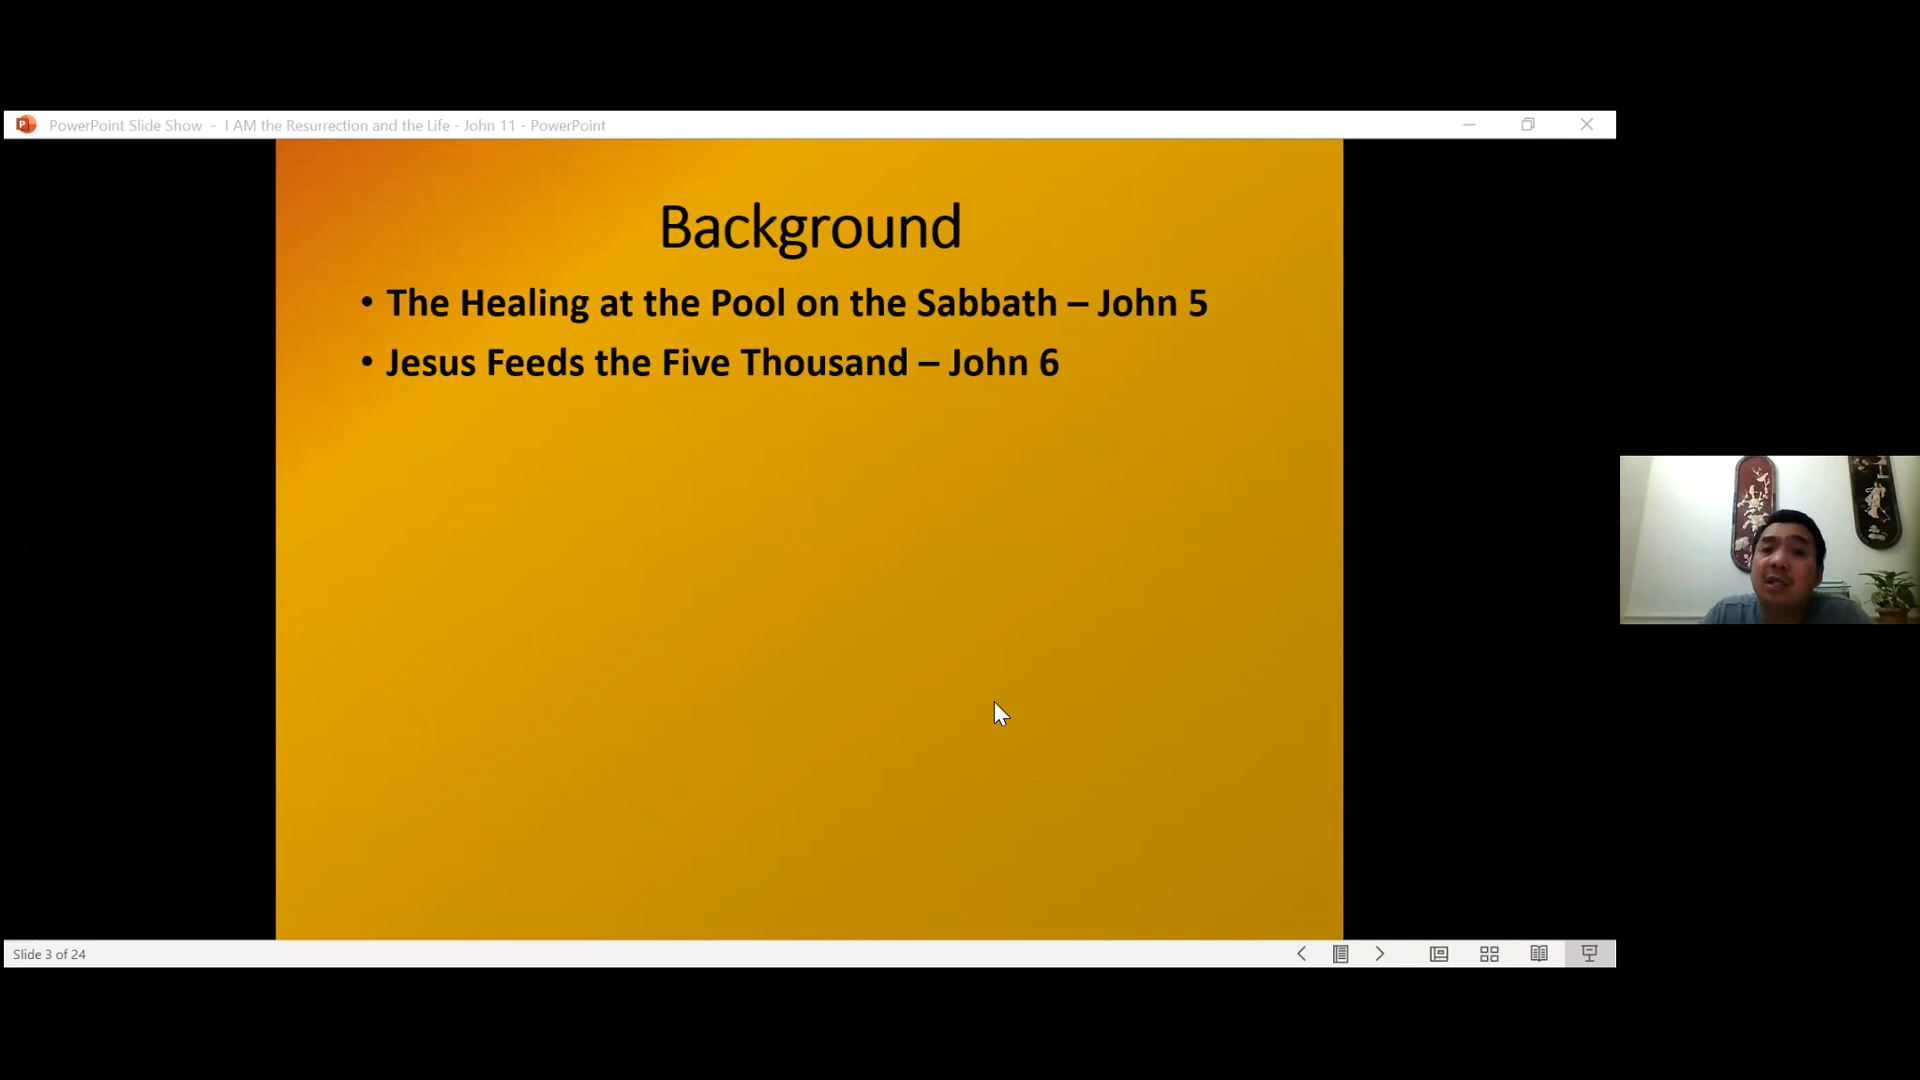 PowerPoint Slide Show - I AM the Resurrection and the Life - John 11 - PowerPoint
Background
• The Healing at the Pool on the Sabbath – John 5
• Jesus Feeds the Five Thousand – John 6
Slide 3 of 24